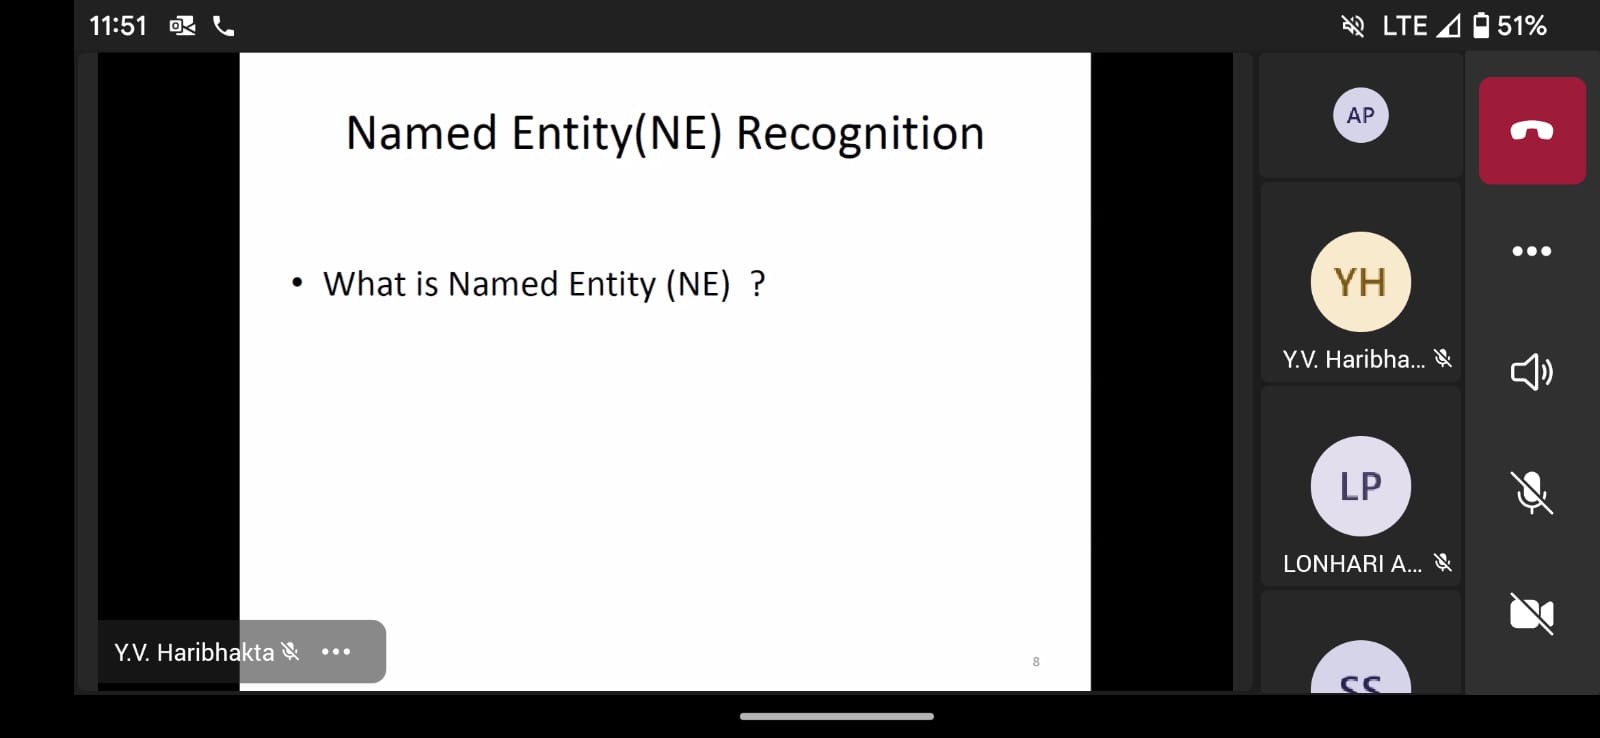 11:51
LTE 51%
Named Entity(NE) Recognition
• What is Named Entity (NE) ?
8
Y.V. Haribhakta
AP
YH
Y.V. Haribha...
LP
LONHARI A...
SS